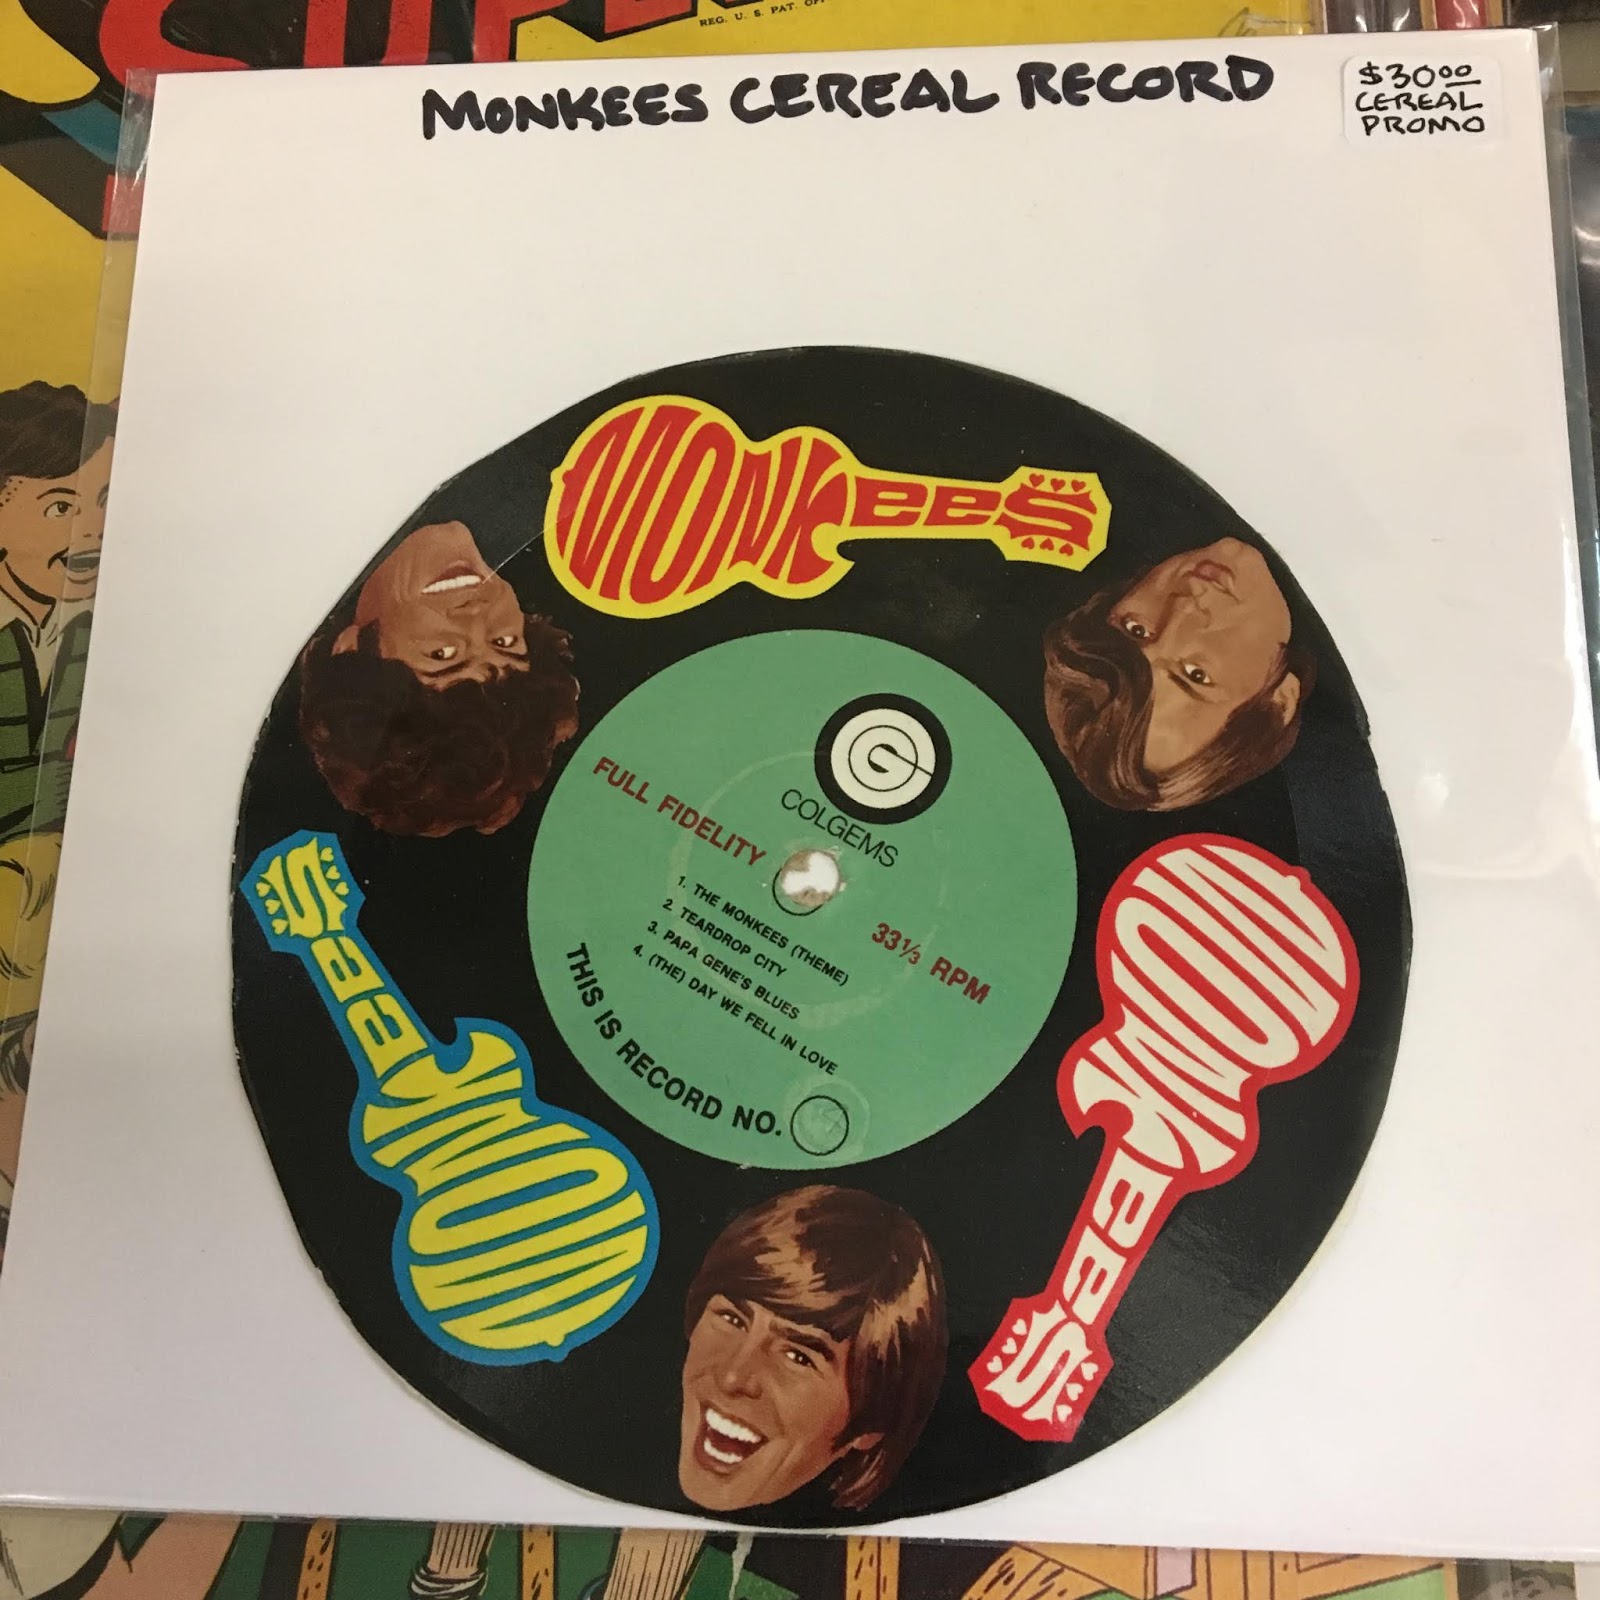 REG. U. S. PAT. OFF
MONKEES CEREAL RECORD
$30.00
CEREAL
PROMO
MONKEES
MONKEES
MONKEES
G
COLGEMS
FULL FIDELITY
33⅓ RPM
1. THE MONKEES (THEME)
2. TEARDROP CITY
3. PAPA GENE'S BLUES
4. (THE) DAY WE FELL IN LOVE
THIS IS RECORD NO.